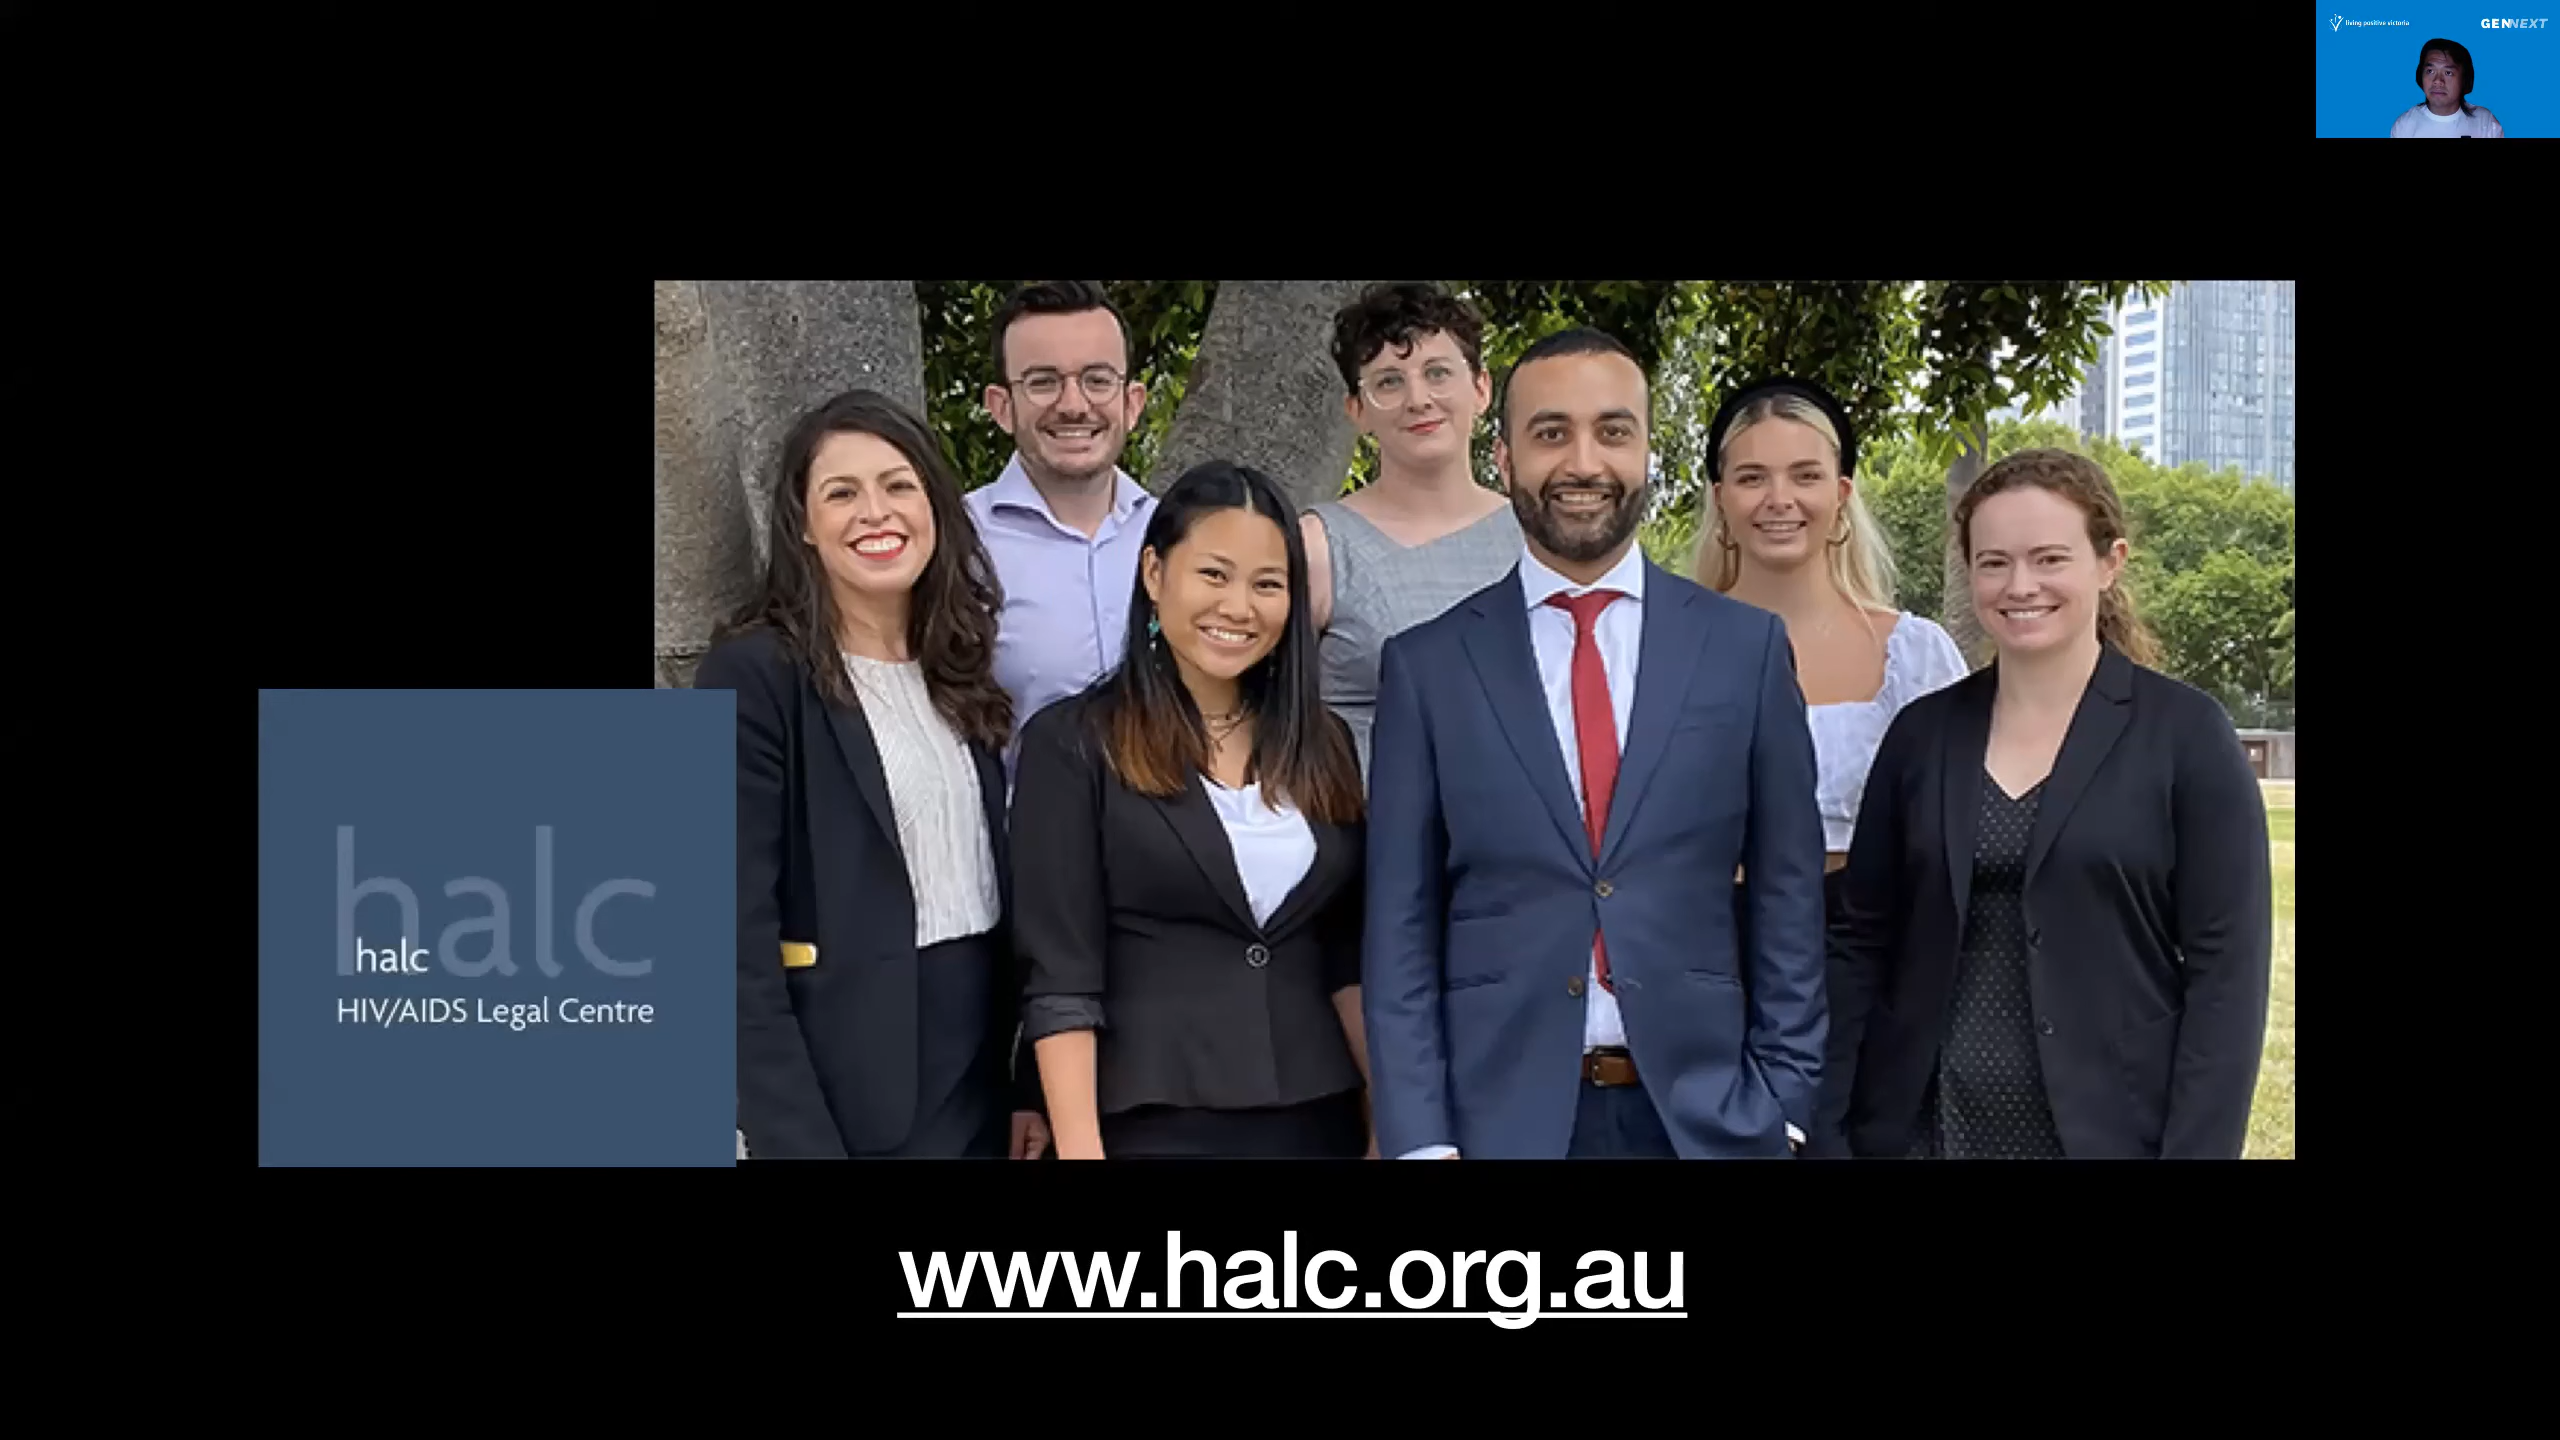 living positive victoria
GENNEXT
halc
halc
HIV/AIDS Legal Centre
www.halc.org.au